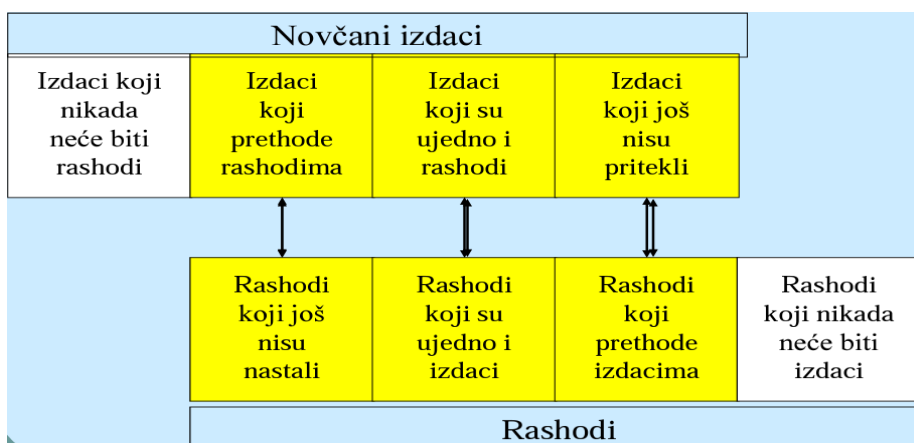 Novčani izdaci
Izdaci koji
nikada
neće biti
rashodi
Izdaci
koji
prethode
rashodima
Izdaci
koji su
ujedno i
rashodi
Izdaci
koji još
nisu
pritekli
Rashodi
koji još
nisu
nastali
Rashodi
koji su
ujedno i
izdaci
Rashodi
koji
prethode
izdacima
Rashodi
koji nikada
neće biti
izdaci
Rashodi